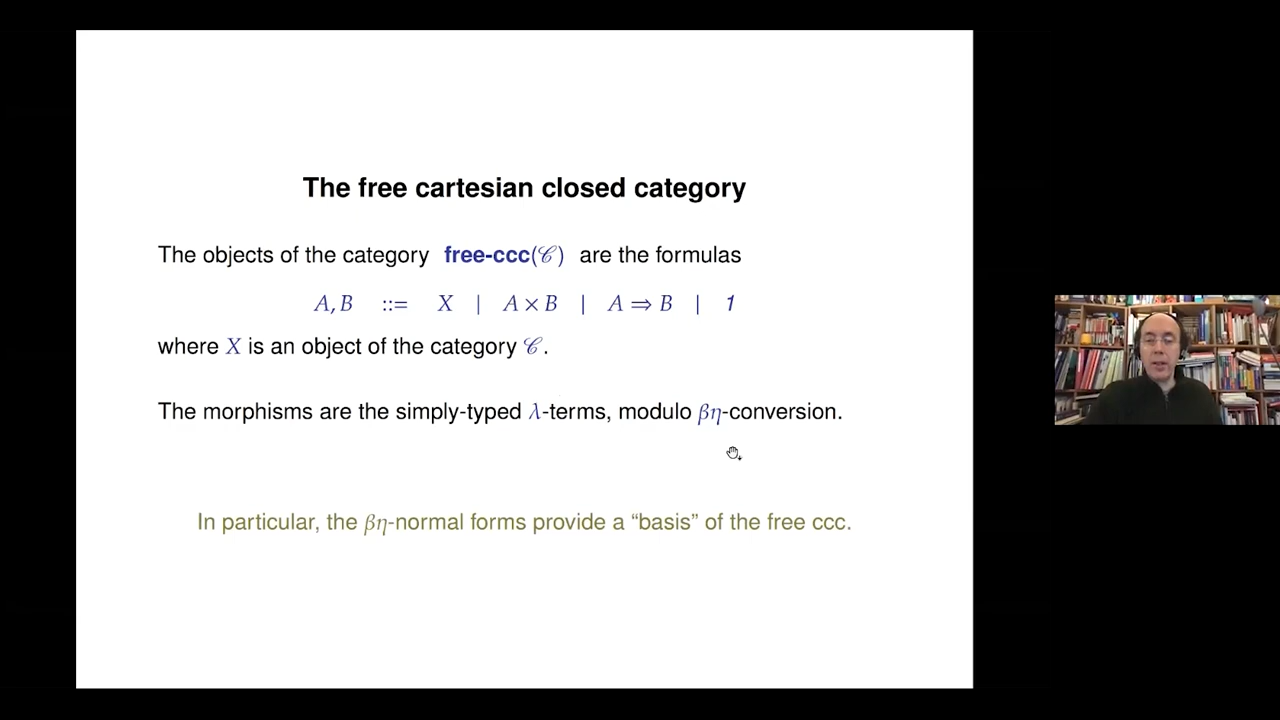 The free cartesian closed category
The objects of the category free-ccc(𝒞) are the formulas
A, B ::= X | A × B | A ⇒ B | 1
where X is an object of the category 𝒞.
The morphisms are the simply-typed λ-terms, modulo βη-conversion.
In particular, the βη-normal forms provide a “basis” of the free ccc.